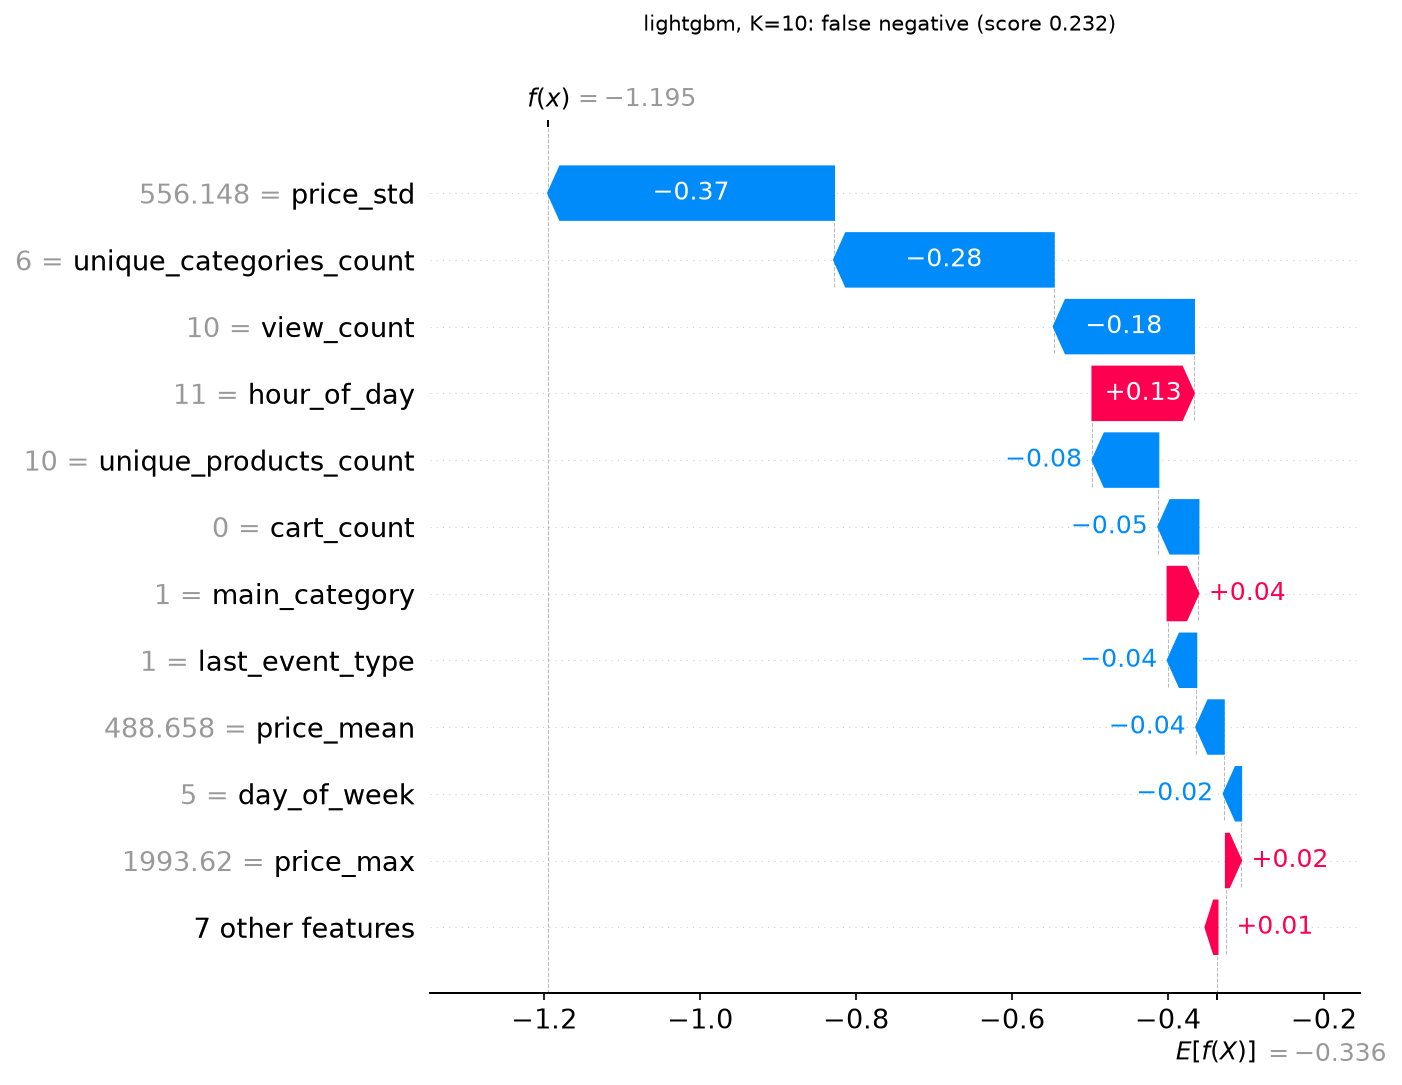 lightgbm, K=10: false negative (score 0.232)
f(x) = −1.195
556.148 = price_std −0.37
6 = unique_categories_count −0.28
10 = view_count −0.18
11 = hour_of_day +0.13
10 = unique_products_count −0.08
0 = cart_count −0.05
1 = main_category +0.04
1 = last_event_type −0.04
488.658 = price_mean −0.04
5 = day_of_week −0.02
1993.62 = price_max +0.02
7 other features +0.01
−1.2 −1.0 −0.8 −0.6 −0.4 −0.2
E[f(X)] = −0.336